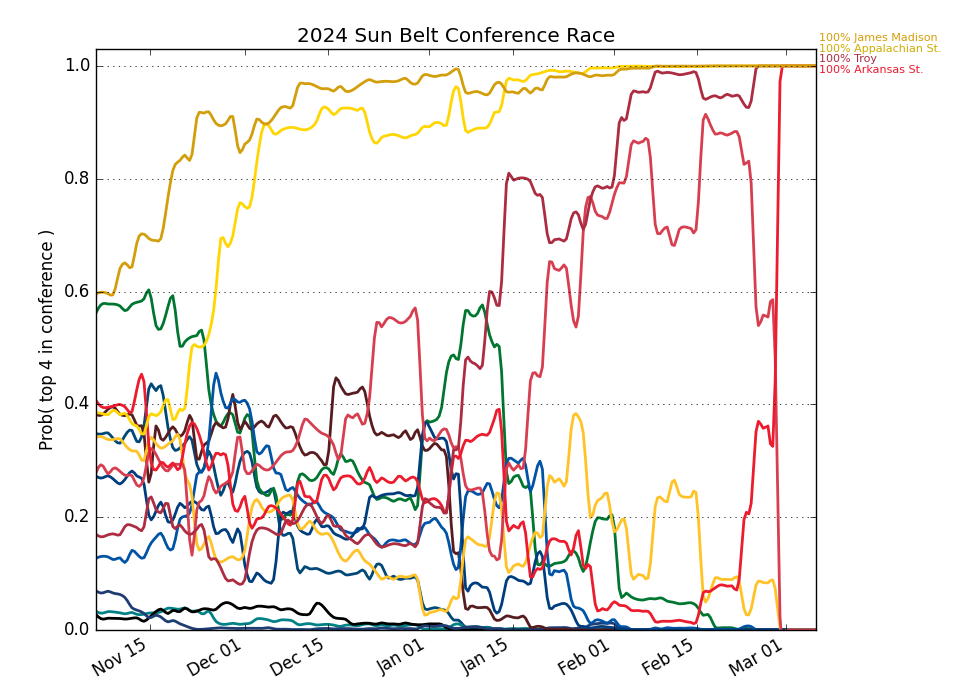 2024 Sun Belt Conference Race
100% James Madison
100% Appalachian St.
100% Troy
100% Arkansas St.
Prob( top 4 in conference )
1.0
0.8
0.6
0.4
0.2
0.0
Nov 15
Dec 01
Dec 15
Jan 01
Jan 15
Feb 01
Feb 15
Mar 01